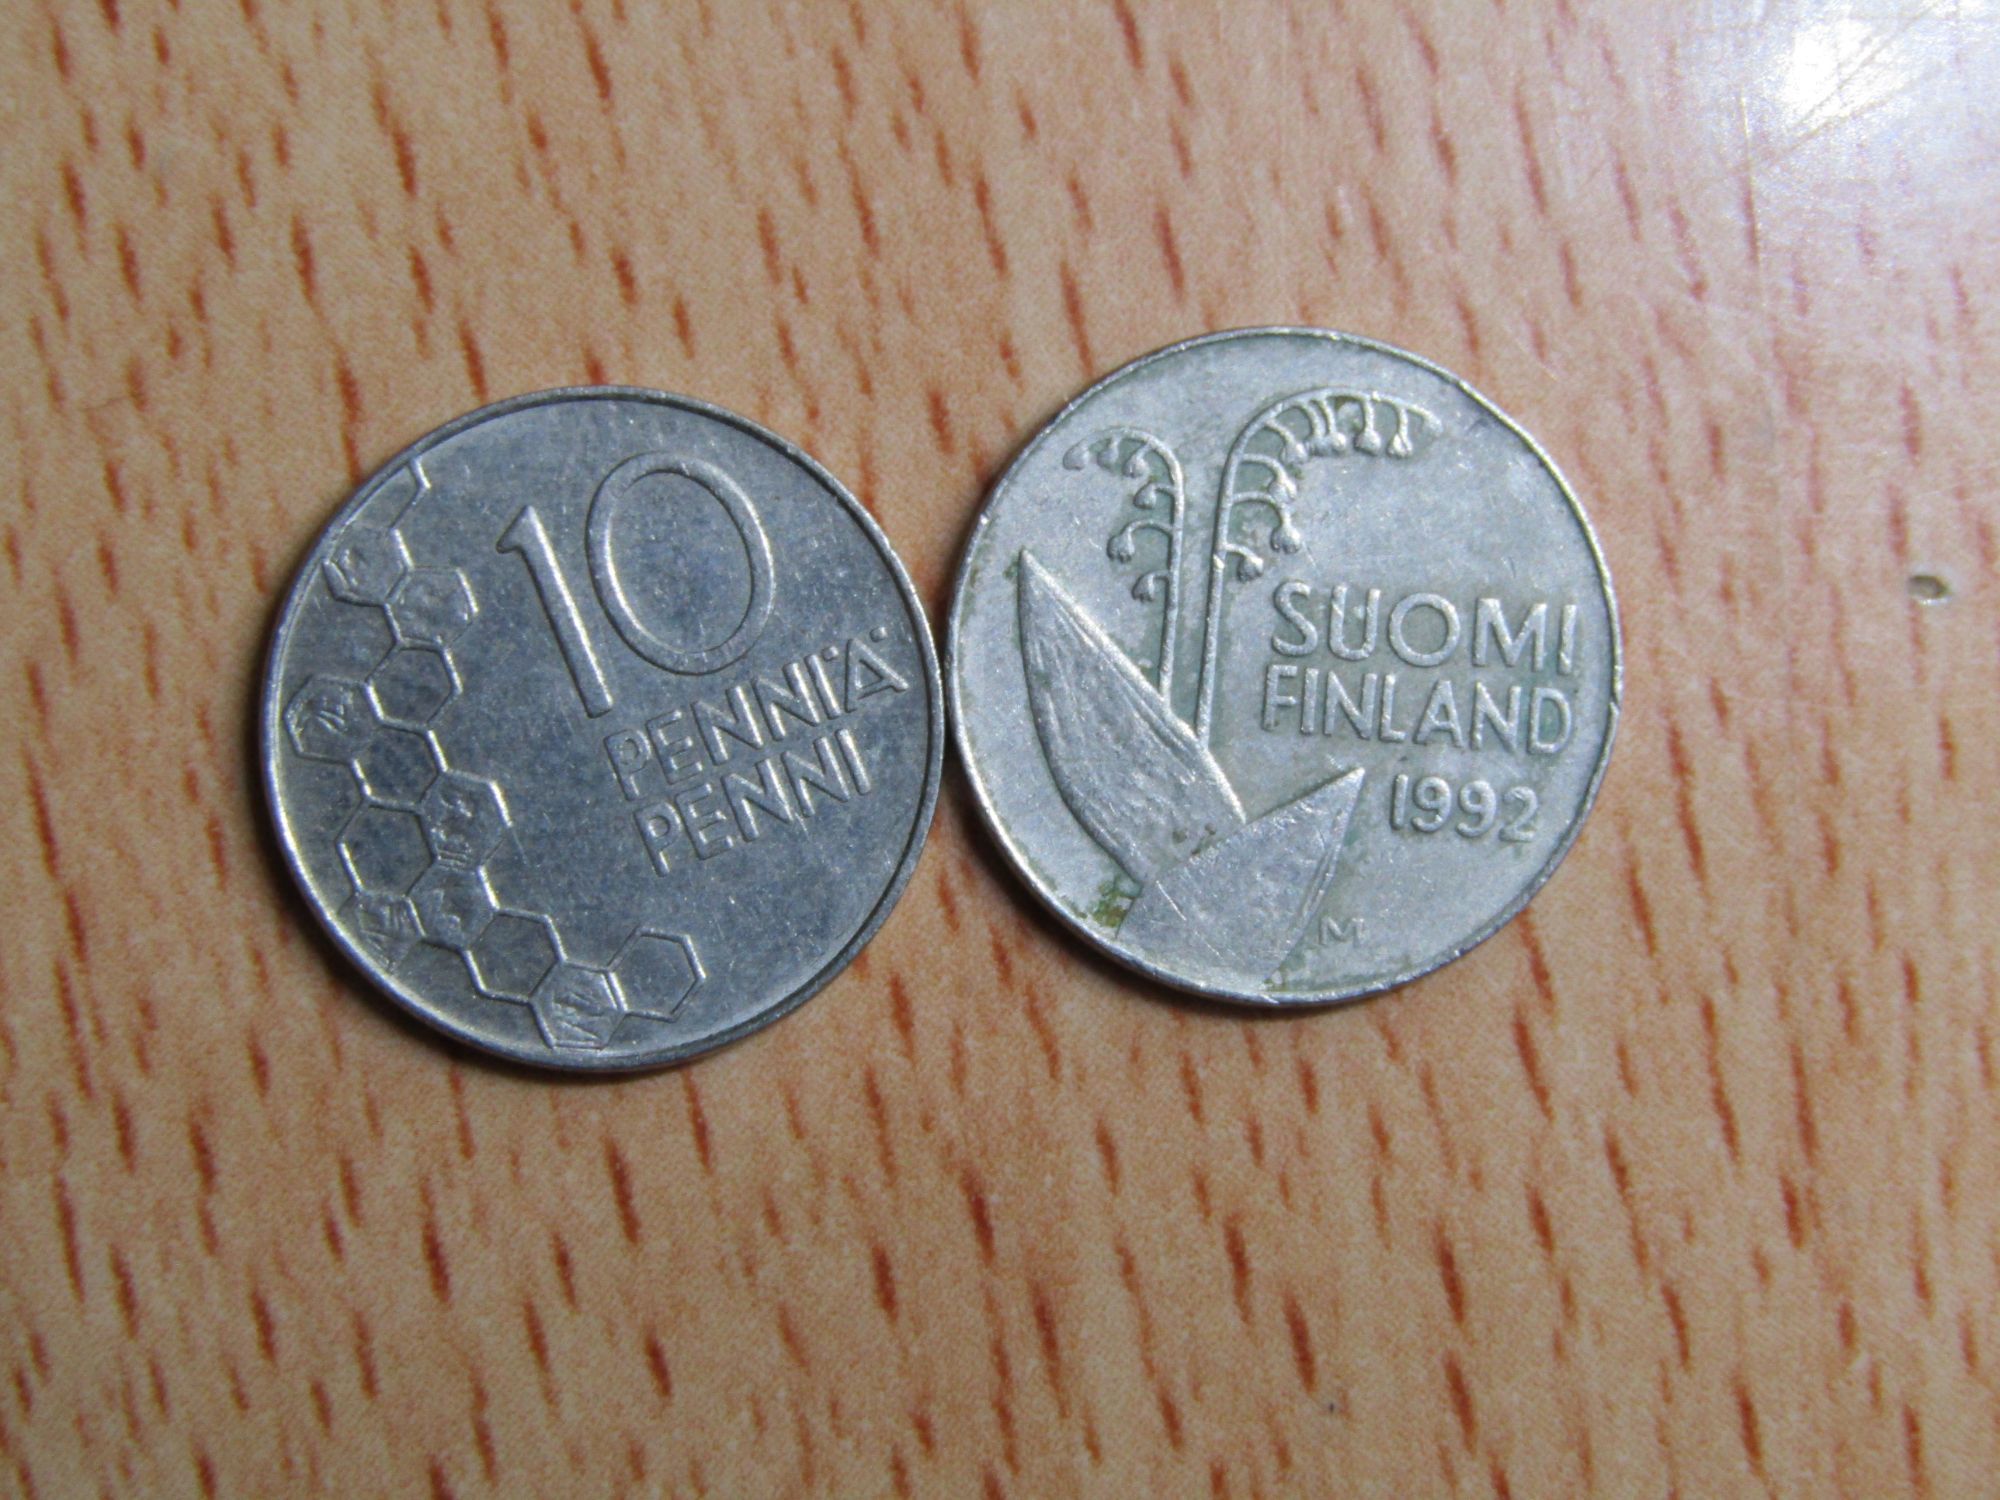 10
PENNIÄ
PENNI
SUOMI
FINLAND
1992
M